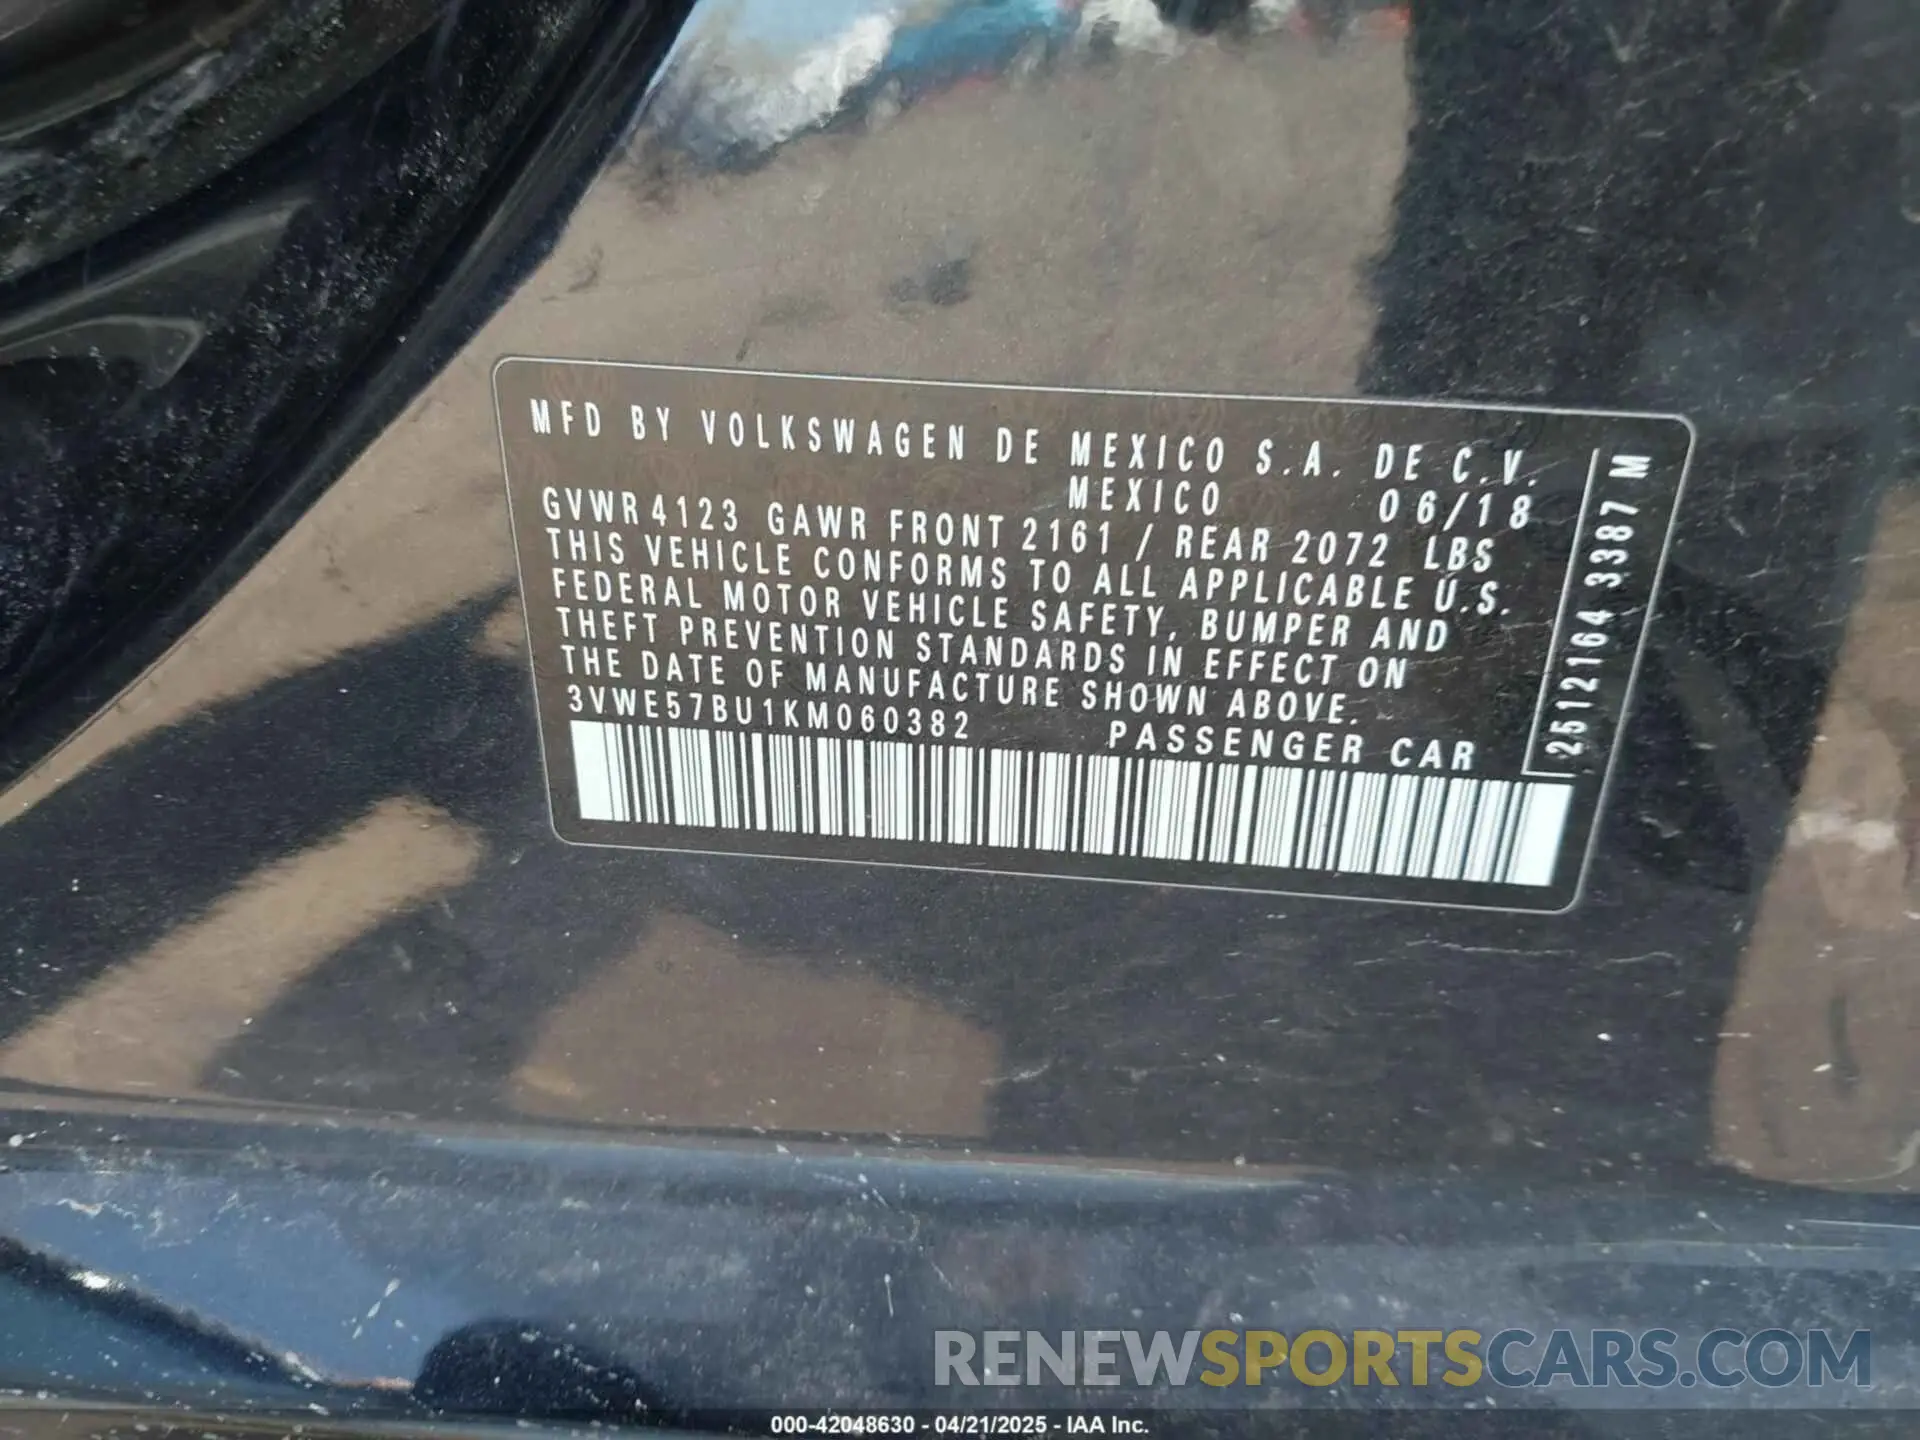 MFD BY VOLKSWAGEN DE MEXICO S.A. DE C.V.
MEXICO 06/18
GVWR 4123 GAWR FRONT 2161 / REAR 2072 LBS
THIS VEHICLE CONFORMS TO ALL APPLICABLE U.S.
FEDERAL MOTOR VEHICLE SAFETY, BUMPER AND
THEFT PREVENTION STANDARDS IN EFFECT ON
THE DATE OF MANUFACTURE SHOWN ABOVE.
3VWE57BU1KM060382 PASSENGER CAR
2512164 3387 M
RENEWSPORTSCARS.COM
000-42048630 - 04/21/2025 - IAA Inc.